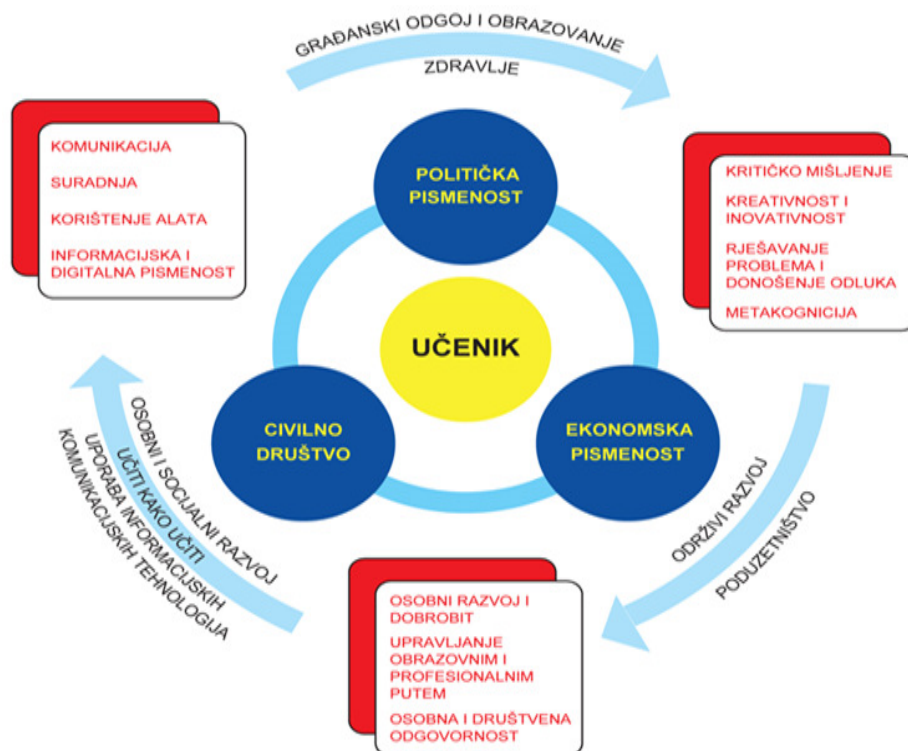 GRAĐANSKI ODGOJ I OBRAZOVANJE
ZDRAVLJE
KOMUNIKACIJA
SURADNJA
KORIŠTENJE ALATA
INFORMACIJSKA I
DIGITALNA PISMENOST
POLITIČKA
PISMENOST
KRITIČKO MIŠLJENJE
KREATIVNOST I
INOVATIVNOST
RJEŠAVANJE
PROBLEMA I
DONOŠENJE ODLUKA
METAKOGNICIJA
UČENIK
CIVILNO
DRUŠTVO
EKONOMSKA
PISMENOST
OSOBNI I SOCIJALNI RAZVOJ
UČITI KAKO UČITI
UPORABA INFORMACIJSKIH
KOMUNIKACIJSKIH TEHNOLOGIJA
ODRŽIVI RAZVOJ
PODUZETNIŠTVO
OSOBNI RAZVOJ I
DOBROBIT
UPRAVLJANJE
OBRAZOVNIM I
PROFESIONALNIM
PUTEM
OSOBNA I DRUŠTVENA
ODGOVORNOST